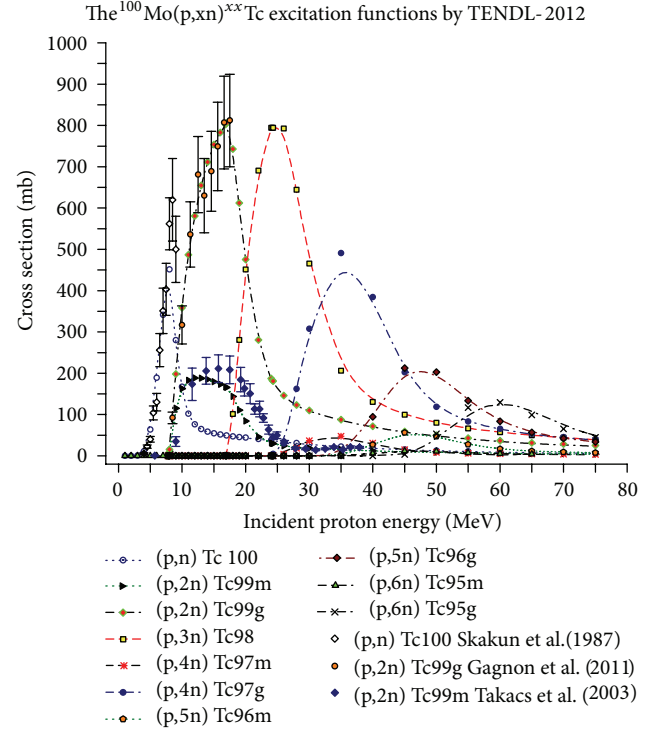 The ¹⁰⁰Mo(p,xn)ˣˣTc excitation functions by TENDL-2012
Cross section (mb)
1000
900
800
700
600
500
400
300
200
100
0
0 10 20 30 40 50 60 70 80
Incident proton energy (MeV)
(p,n) Tc 100
(p,2n) Tc99m
(p,2n) Tc99g
(p,3n) Tc98
(p,4n) Tc97m
(p,4n) Tc97g
(p,5n) Tc96m
(p,5n) Tc96g
(p,6n) Tc95m
(p,6n) Tc95g
(p,n) Tc100 Skakun et al.(1987)
(p,2n) Tc99g Gagnon et al. (2011)
(p,2n) Tc99m Takacs et al. (2003)